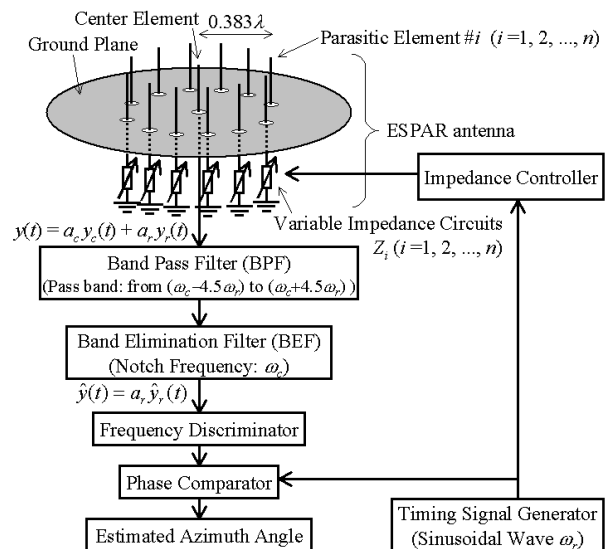 Center Element
0.383λ
Ground Plane
Parasitic Element #i (i=1, 2, ..., n)
ESPAR antenna
Impedance Controller
Variable Impedance Circuits
Z_i (i=1, 2, ..., n)
y(t) = a_c y_c(t) + a_r y_r(t)
Band Pass Filter (BPF)
(Pass band: from (ω_c−4.5ω_r) to (ω_c+4.5ω_r) )
Band Elimination Filter (BEF)
(Notch Frequency: ω_c)
ŷ(t) = a_r ŷ_r(t)
Frequency Discriminator
Phase Comparator
Timing Signal Generator
(Sinusoidal Wave ω_r)
Estimated Azimuth Angle